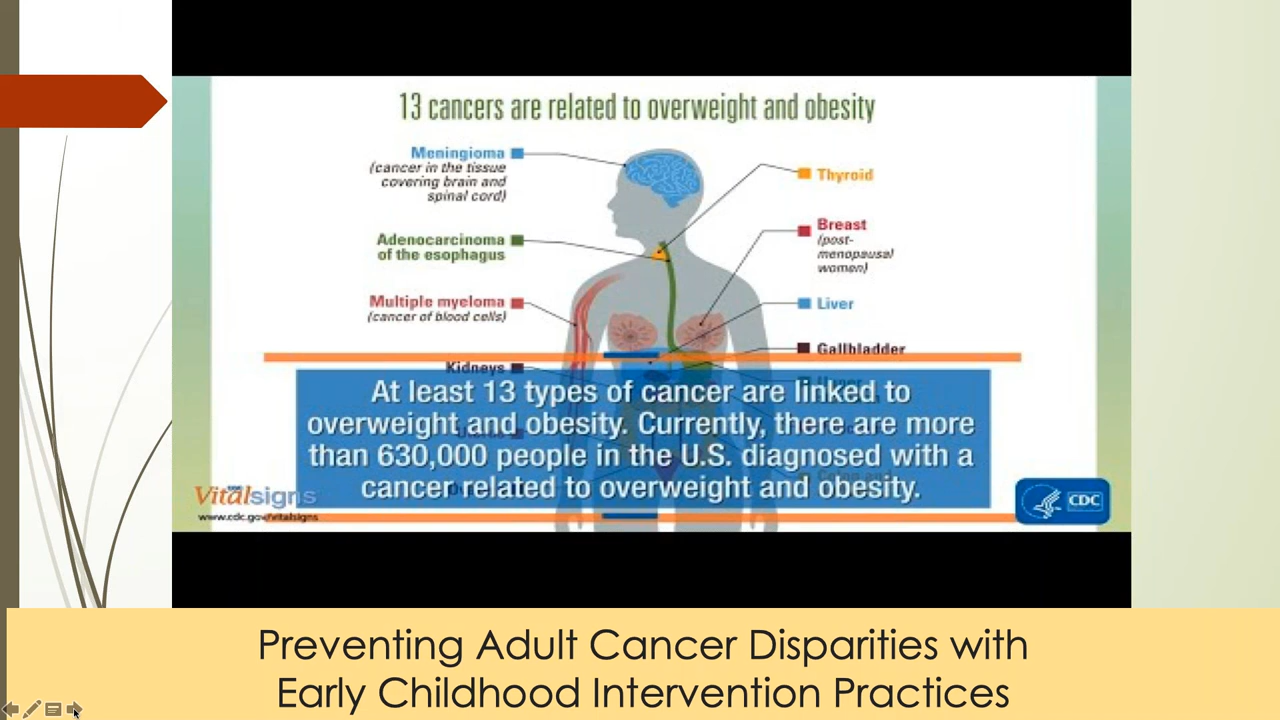 13 cancers are related to overweight and obesity
Meningioma
(cancer in the tissue
covering brain and
spinal cord)
Adenocarcinoma
of the esophagus
Multiple myeloma
(cancer of blood cells)
Kidneys
Thyroid
Breast
(post-
menopausal
women)
Liver
Gallbladder
At least 13 types of cancer are linked to
overweight and obesity. Currently, there are more
than 630,000 people in the U.S. diagnosed with a
cancer related to overweight and obesity.
Vitalsigns
www.cdc.gov/vitalsigns
CDC
Preventing Adult Cancer Disparities with
Early Childhood Intervention Practices